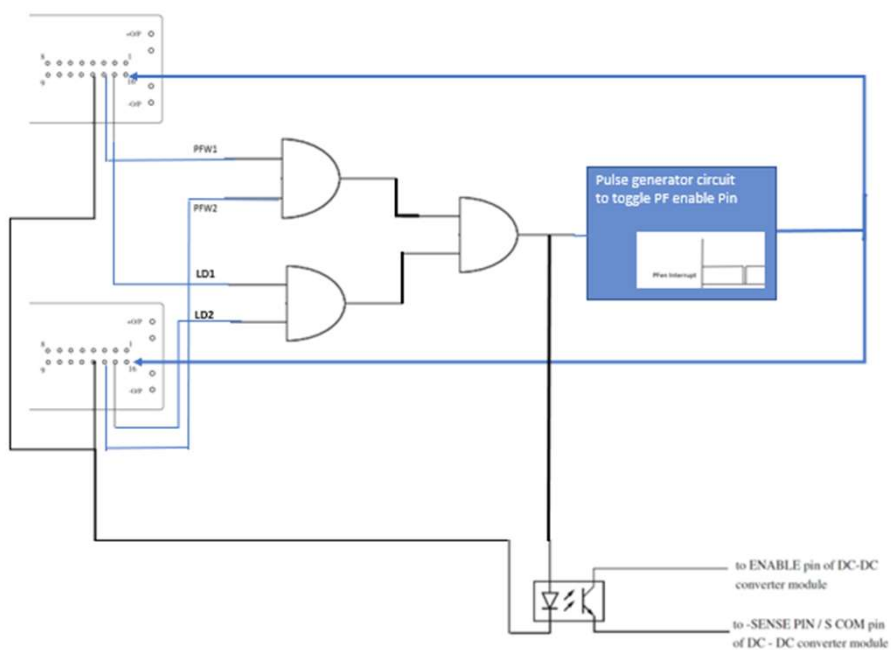 +O/P
8
1
9
16
-O/P
PFW1
PFW2
LD1
LD2
Pulse generator circuit
to toggle PF enable Pin
PFen Interrupt
+O/P
8
1
9
16
-O/P
to ENABLE pin of DC-DC
converter module
to -SENSE PIN / S COM pin
of DC - DC converter module